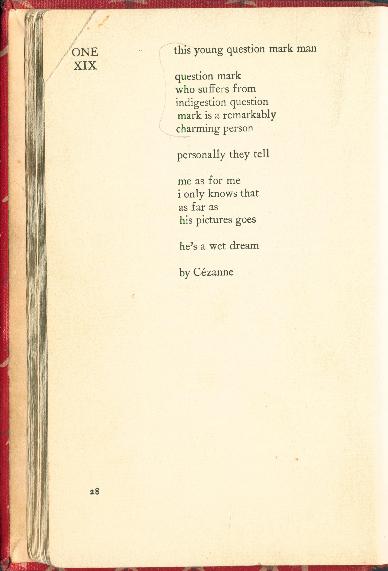 ONE
XIX
this young question mark man
question mark
who suffers from
indigestion question
mark is a remarkably
charming person
personally they tell
me as for me
i only knows that
as far as
his pictures goes
he's a wet dream
by Cézanne
28